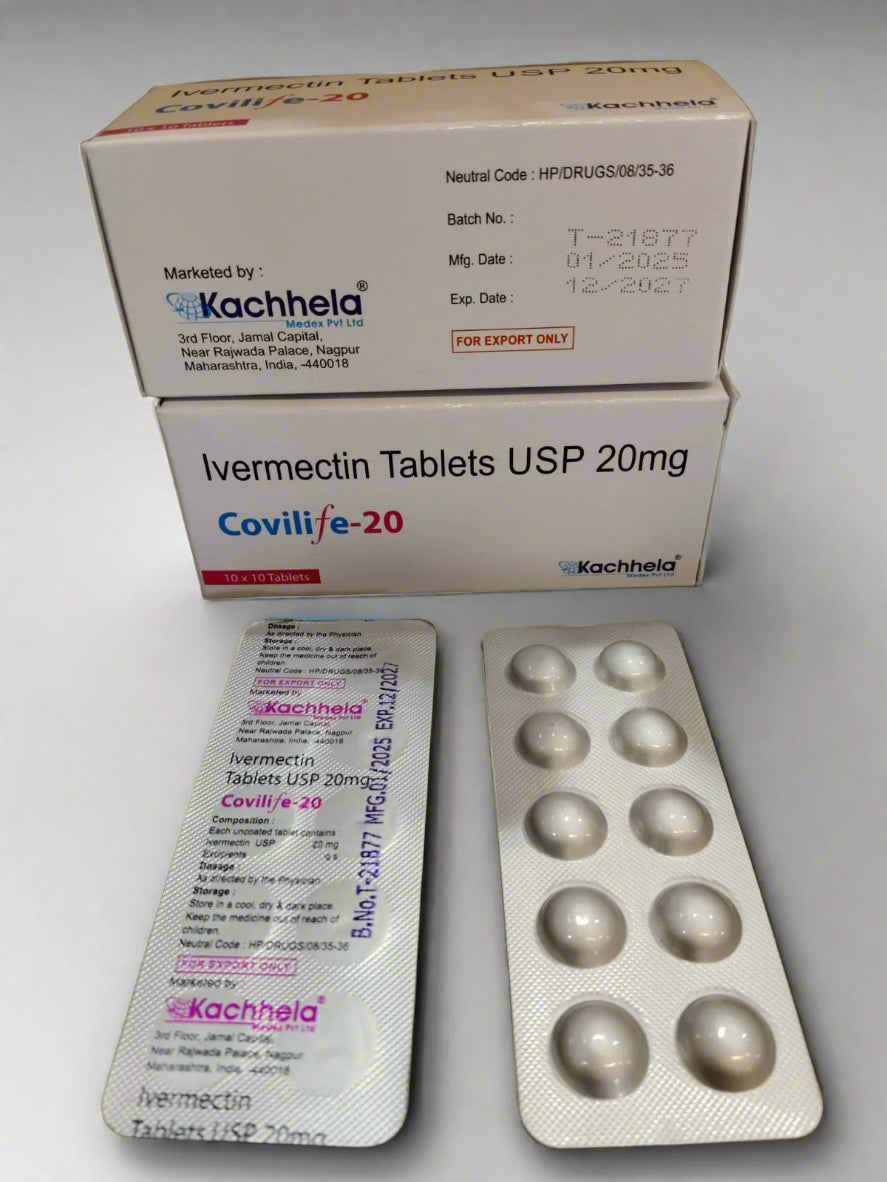 Ivermectin Tablets USP 20mg
Covilife-20
10 x 10 Tablets
Kachhela®
Neutral Code : HP/DRUGS/08/35-36
Batch No. :
T-21877
Mfg. Date :
01/2025
Exp. Date :
12/2027
FOR EXPORT ONLY
Marketed by :
Kachhela®
Medex Pvt Ltd
3rd Floor, Jamal Capital,
Near Rajwada Palace, Nagpur
Maharashtra, India, -440018
Ivermectin Tablets USP 20mg
Covilife-20
10 x 10 Tablets
Kachhela®
Medex Pvt Ltd
Dosage :
As directed by the Physician
Storage :
Store in a cool, dry & dark place.
Keep the medicine out of reach of
children.
Neutral Code : HP/DRUGS/08/35-36
FOR EXPORT ONLY
Marketed by
Kachhela®
Medex Pvt Ltd
3rd Floor, Jamal Capital,
Near Rajwada Palace, Nagpur
Maharashtra, India, -440018
Ivermectin
Tablets USP 20mg
Covilife-20
Composition :
Each uncoated tablet contains
Ivermectin USP 20 mg
Excipients q s
Dosage
As directed by the Physician
Storage :
Store in a cool, dry & dark place
Keep the medicine out of reach of
children.
Neutral Code : HP/DRUGS/08/35-36
FOR EXPORT ONLY
Marketed by
Kachhela®
Medex Pvt Ltd
3rd Floor, Jamal Capital,
Near Rajwada Palace, Nagpur
Maharashtra, India, -440018
Ivermectin
Tablets USP 20mg
B.No.T-21877 MFG.01/2025 EXP.12/2027